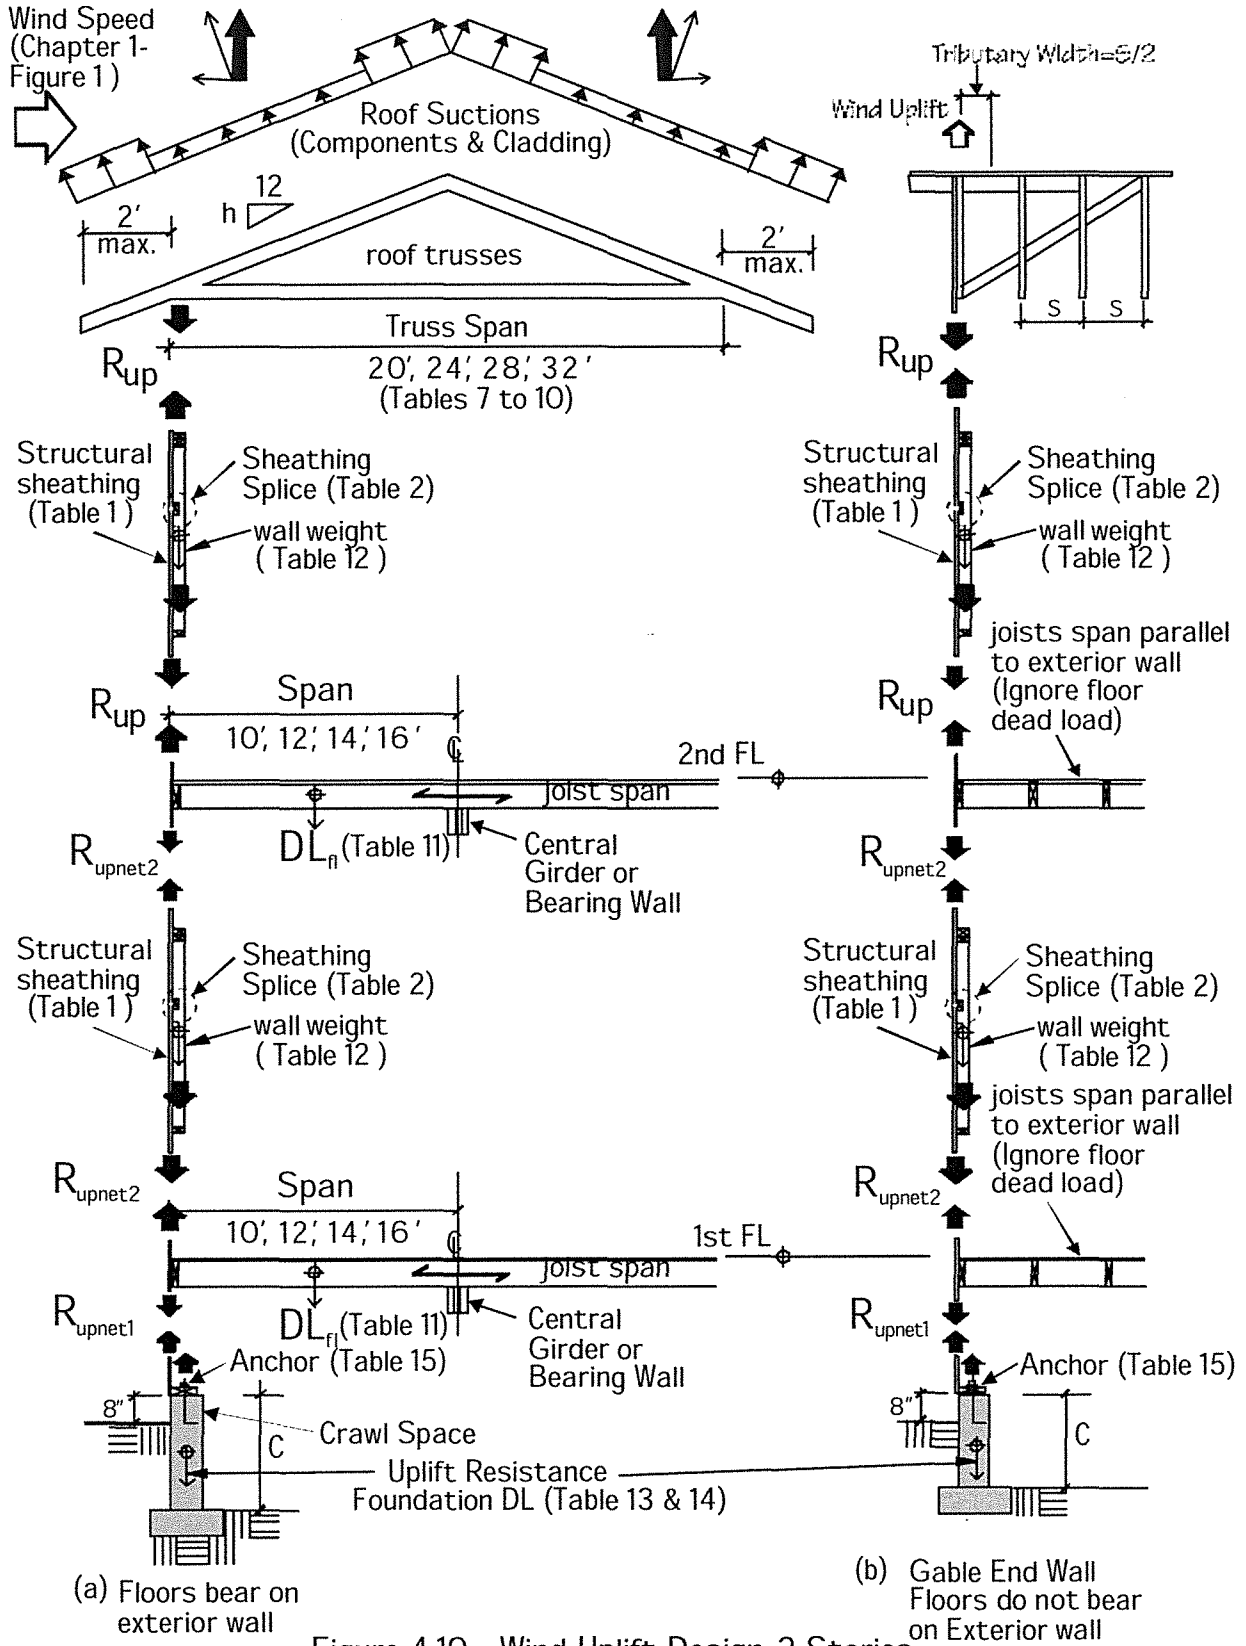 Wind Speed
(Chapter 1-
Figure 1)
Roof Suctions
(Components & Cladding)
12
h
2'
max.
roof trusses
2'
max.
Truss Span
20', 24', 28', 32'
(Tables 7 to 10)
Rup
Structural
sheathing
(Table 1)
Sheathing
Splice (Table 2)
wall weight
( Table 12 )
Rup
Span
10', 12', 14', 16'
℄
2nd FL
joist span
DLfl (Table 11)
Central
Girder or
Bearing Wall
Rupnet2
Structural
sheathing
(Table 1)
Sheathing
Splice (Table 2)
wall weight
( Table 12 )
Rupnet2
Span
10', 12', 14', 16'
℄
1st FL
joist span
DLfl (Table 11)
Central
Girder or
Bearing Wall
Rupnet1
Anchor (Table 15)
8"
Crawl Space
C
Uplift Resistance
Foundation DL (Table 13 & 14)
(a) Floors bear on
exterior wall
Tributary Width=S/2
Wind Uplift
S S
Rup
Structural
sheathing
(Table 1)
Sheathing
Splice (Table 2)
wall weight
( Table 12 )
joists span parallel
to exterior wall
(Ignore floor
dead load)
Rup
Rupnet2
Structural
sheathing
(Table 1)
Sheathing
Splice (Table 2)
wall weight
( Table 12 )
joists span parallel
to exterior wall
(Ignore floor
dead load)
Rupnet2
Rupnet1
Anchor (Table 15)
8"
C
(b) Gable End Wall
Floors do not bear
on Exterior wall
Figure 4.10 Wind Uplift Design 2 Stories